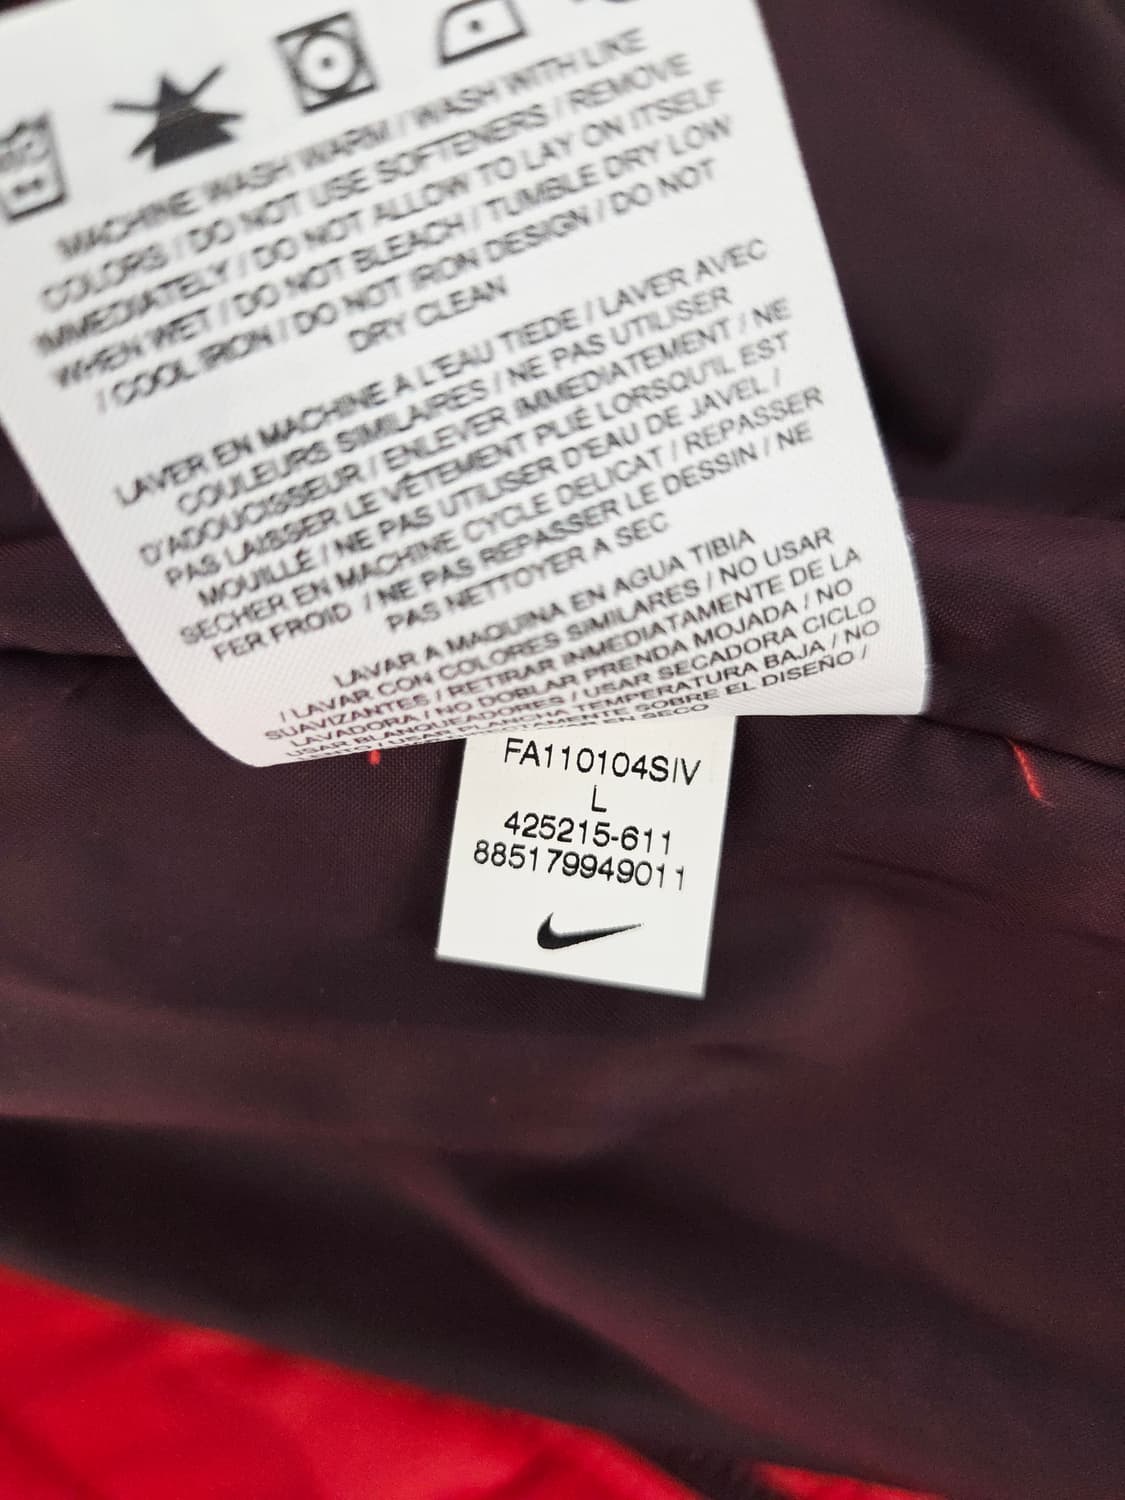 MACHINE WASH WARM / WASH WITH LIKE
COLORS / DO NOT USE SOFTENERS / REMOVE
IMMEDIATELY / DO NOT ALLOW TO LAY ON ITSELF
WHEN WET / DO NOT BLEACH / TUMBLE DRY LOW
/ COOL IRON / DO NOT IRON DESIGN / DO NOT
DRY CLEAN
LAVER EN MACHINE A L'EAU TIEDE / LAVER AVEC
COULEURS SIMILAIRES / NE PAS UTILISER
D'ADOUCISSEUR / ENLEVER IMMEDIATEMENT / NE
PAS LAISSER LE VÊTEMENT PLIÉ LORSQU'IL EST
MOUILLÉ / NE PAS UTILISER D'EAU DE JAVEL /
SECHER EN MACHINE CYCLE DELICAT / REPASSER
FER FROID / NE PAS REPASSER LE DESSIN / NE
PAS NETTOYER A SEC
LAVAR A MAQUINA EN AGUA TIBIA
/ LAVAR CON COLORES SIMILARES / NO USAR
SUAVIZANTES / RETIRAR INMEDIATAMENTE DE LA
LAVADORA / NO DOBLAR PRENDA MOJADA / NO
USAR BLANQUEADORES / USAR SECADORA CICLO
LENTO / USAR PLANCHA TEMPERATURA BAJA / NO
SOBRE EL DISEÑO /
EN SECO
FA110104SIV
L
425215-611
885179949011